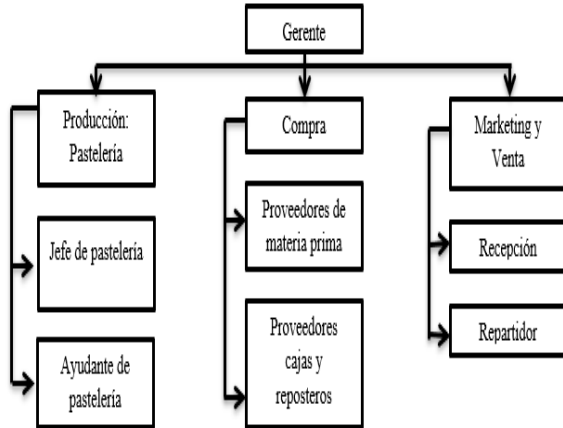 Gerente
Producción:
Pastelería
Jefe de pastelería
Ayudante de
pastelería
Compra
Proveedores de
materia prima
Proveedores
cajas y
reposteros
Marketing y
Venta
Recepción
Repartidor